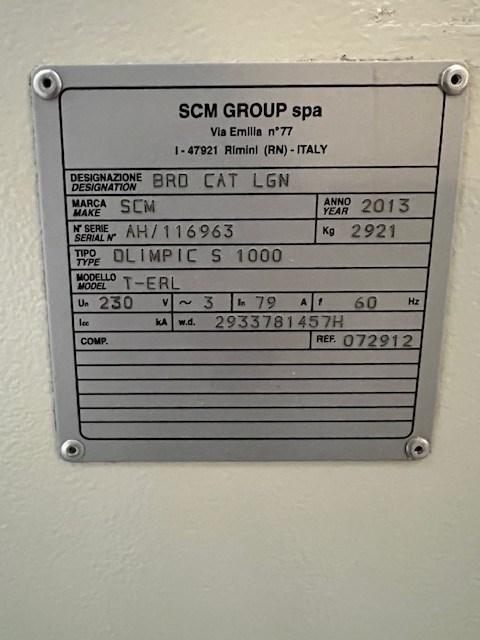 SCM GROUP spa
Via Emilia n°77
I - 47921 Rimini (RN) - ITALY
DESIGNAZIONE DESIGNATION BRD CAT LGN
MARCA MAKE SCM ANNO YEAR 2013
N° SERIE SERIAL N° AH/116963 Kg 2921
TIPO TYPE OLIMPIC S 1000
MODELLO MODEL T-ERL
Un 230 V ~ 3 In 79 A f 60 Hz
Icc kA w.d. 2933781457H
COMP. REF. 072912